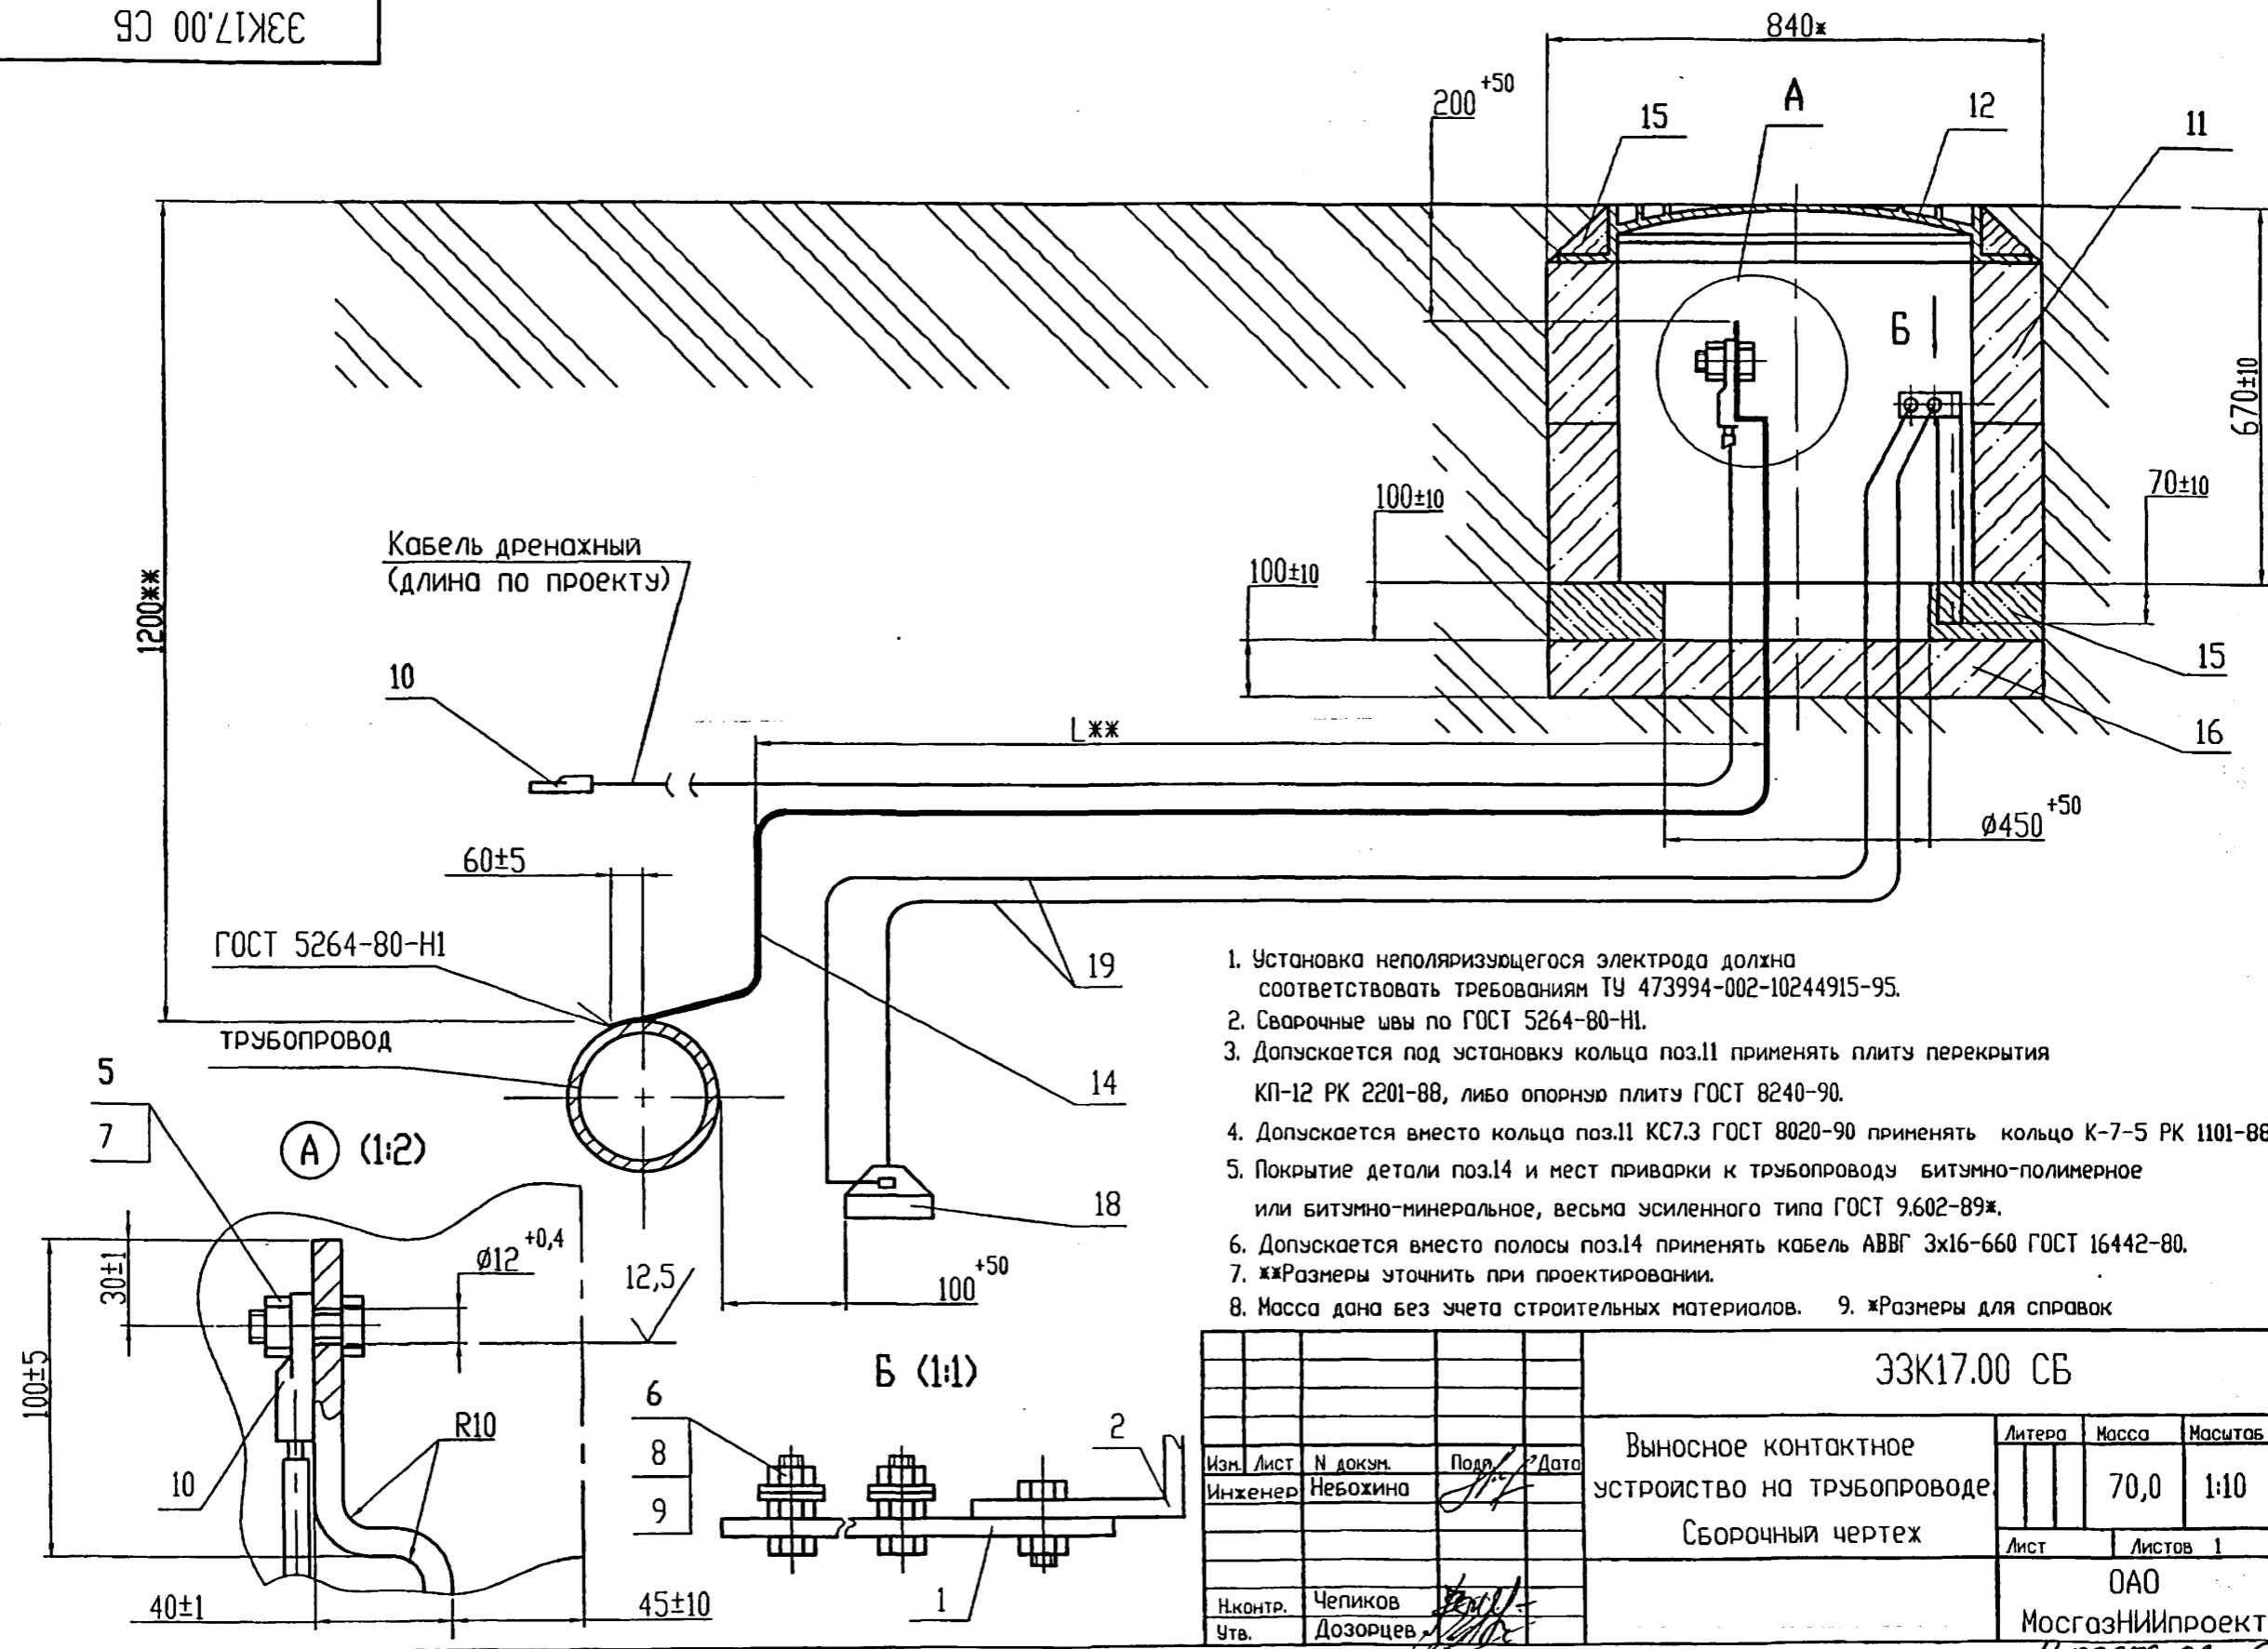 ЭЗК17.00 СБ
840*
200 +50
А
15
12
11
Б
670±10
100±10
70±10
100±10
Кабель дренажный
(длина по проекту)
1200**
10
15
16
L**
Ø450 +50
60±5
ГОСТ 5264-80-Н1
19
ТРУБОПРОВОД
14
18
100 +50
5
7
А (1:2)
30±1
Ø12 +0,4
12,5
100±5
R10
10
40±1
45±10
Б (1:1)
6
8
9
2
1
1. Установка неполяризующегося электрода должна
соответствовать требованиям ТУ 473994-002-10244915-95.
2. Сварочные швы по ГОСТ 5264-80-Н1.
3. Допускается под установку кольца поз.11 применять плиту перекрытия
КП-12 РК 2201-88, либо опорную плиту ГОСТ 8240-90.
4. Допускается вместо кольца поз.11 КС7.3 ГОСТ 8020-90 применять кольцо К-7-5 РК 1101-88
5. Покрытие детали поз.14 и мест приварки к трубопроводу битумно-полимерное
или битумно-минеральное, весьма усиленного типа ГОСТ 9.602-89*.
6. Допускается вместо полосы поз.14 применять кабель АВВГ 3х16-660 ГОСТ 16442-80.
7. **Размеры уточнить при проектировании.
8. Масса дана без учета строительных материалов. 9. *Размеры для справок
ЭЗК17.00 СБ
Выносное контактное
устройство на трубопроводе.
Сборочный чертеж
Литера Масса Масштаб
70,0 1:10
Лист Листов 1
ОАО
МосгазНИИпроект
Изм. Лист N докум. Подп. Дата
Инженер Небожина
Н.контр. Чепиков
Утв. Дозорцев